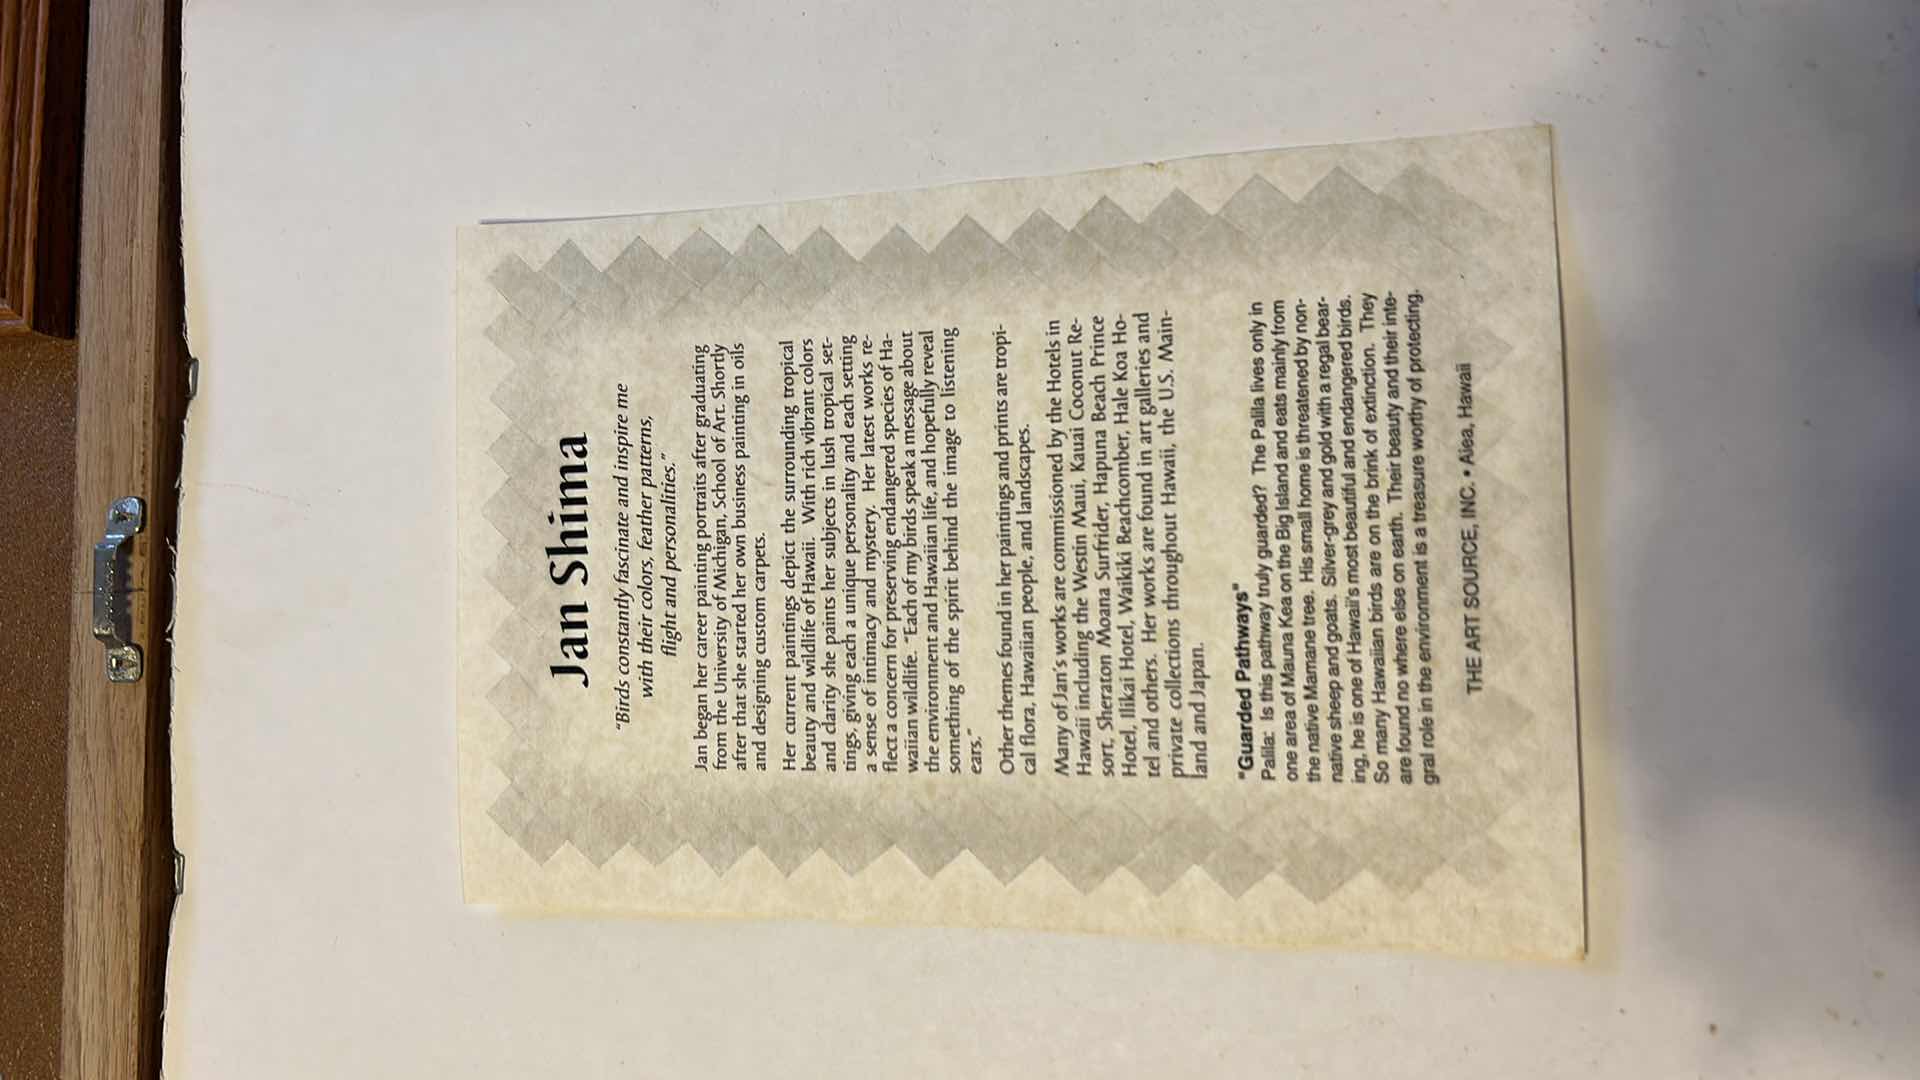 Jan Shima
“Birds constantly fascinate and inspire me
with their colors, feather patterns,
flight and personalities.”
Jan began her career painting portraits after graduating
from the University of Michigan, School of Art. Shortly
after that she started her own business painting in oils
and designing custom carpets.
Her current paintings depict the surrounding tropical
beauty and wildlife of Hawaii. With rich vibrant colors
and clarity she paints her subjects in lush tropical set-
tings, giving each a unique personality and each setting
a sense of intimacy and mystery. Her latest works re-
flect a concern for preserving endangered species of Ha-
waiian wildlife. “Each of my birds speak a message about
the environment and Hawaiian life, and hopefully reveal
something of the spirit behind the image to listening
ears.”
Other themes found in her paintings and prints are tropi-
cal flora, Hawaiian people, and landscapes.
Many of Jan's works are commissioned by the Hotels in
Hawaii including the Westin Maui, Kauai Coconut Re-
sort, Sheraton Moana Surfrider, Hapuna Beach Prince
Hotel, Ilikai Hotel, Waikiki Beachcomber, Hale Koa Ho-
tel and others. Her works are found in art galleries and
private collections throughout Hawaii, the U.S. Main-
land and Japan.
"Guarded Pathways"
Palila: Is this pathway truly guarded? The Palila lives only in
one area of Mauna Kea on the Big Island and eats mainly from
the native Mamane tree. His small home is threatened by non-
native sheep and goats. Silver-grey and gold with a regal bear-
ing, he is one of Hawaii's most beautiful and endangered birds.
So many Hawaiian birds are on the brink of extinction. They
are found no where else on earth. Their beauty and their inte-
gral role in the environment is a treasure worthy of protecting.
THE ART SOURCE, INC. • Aiea, Hawaii